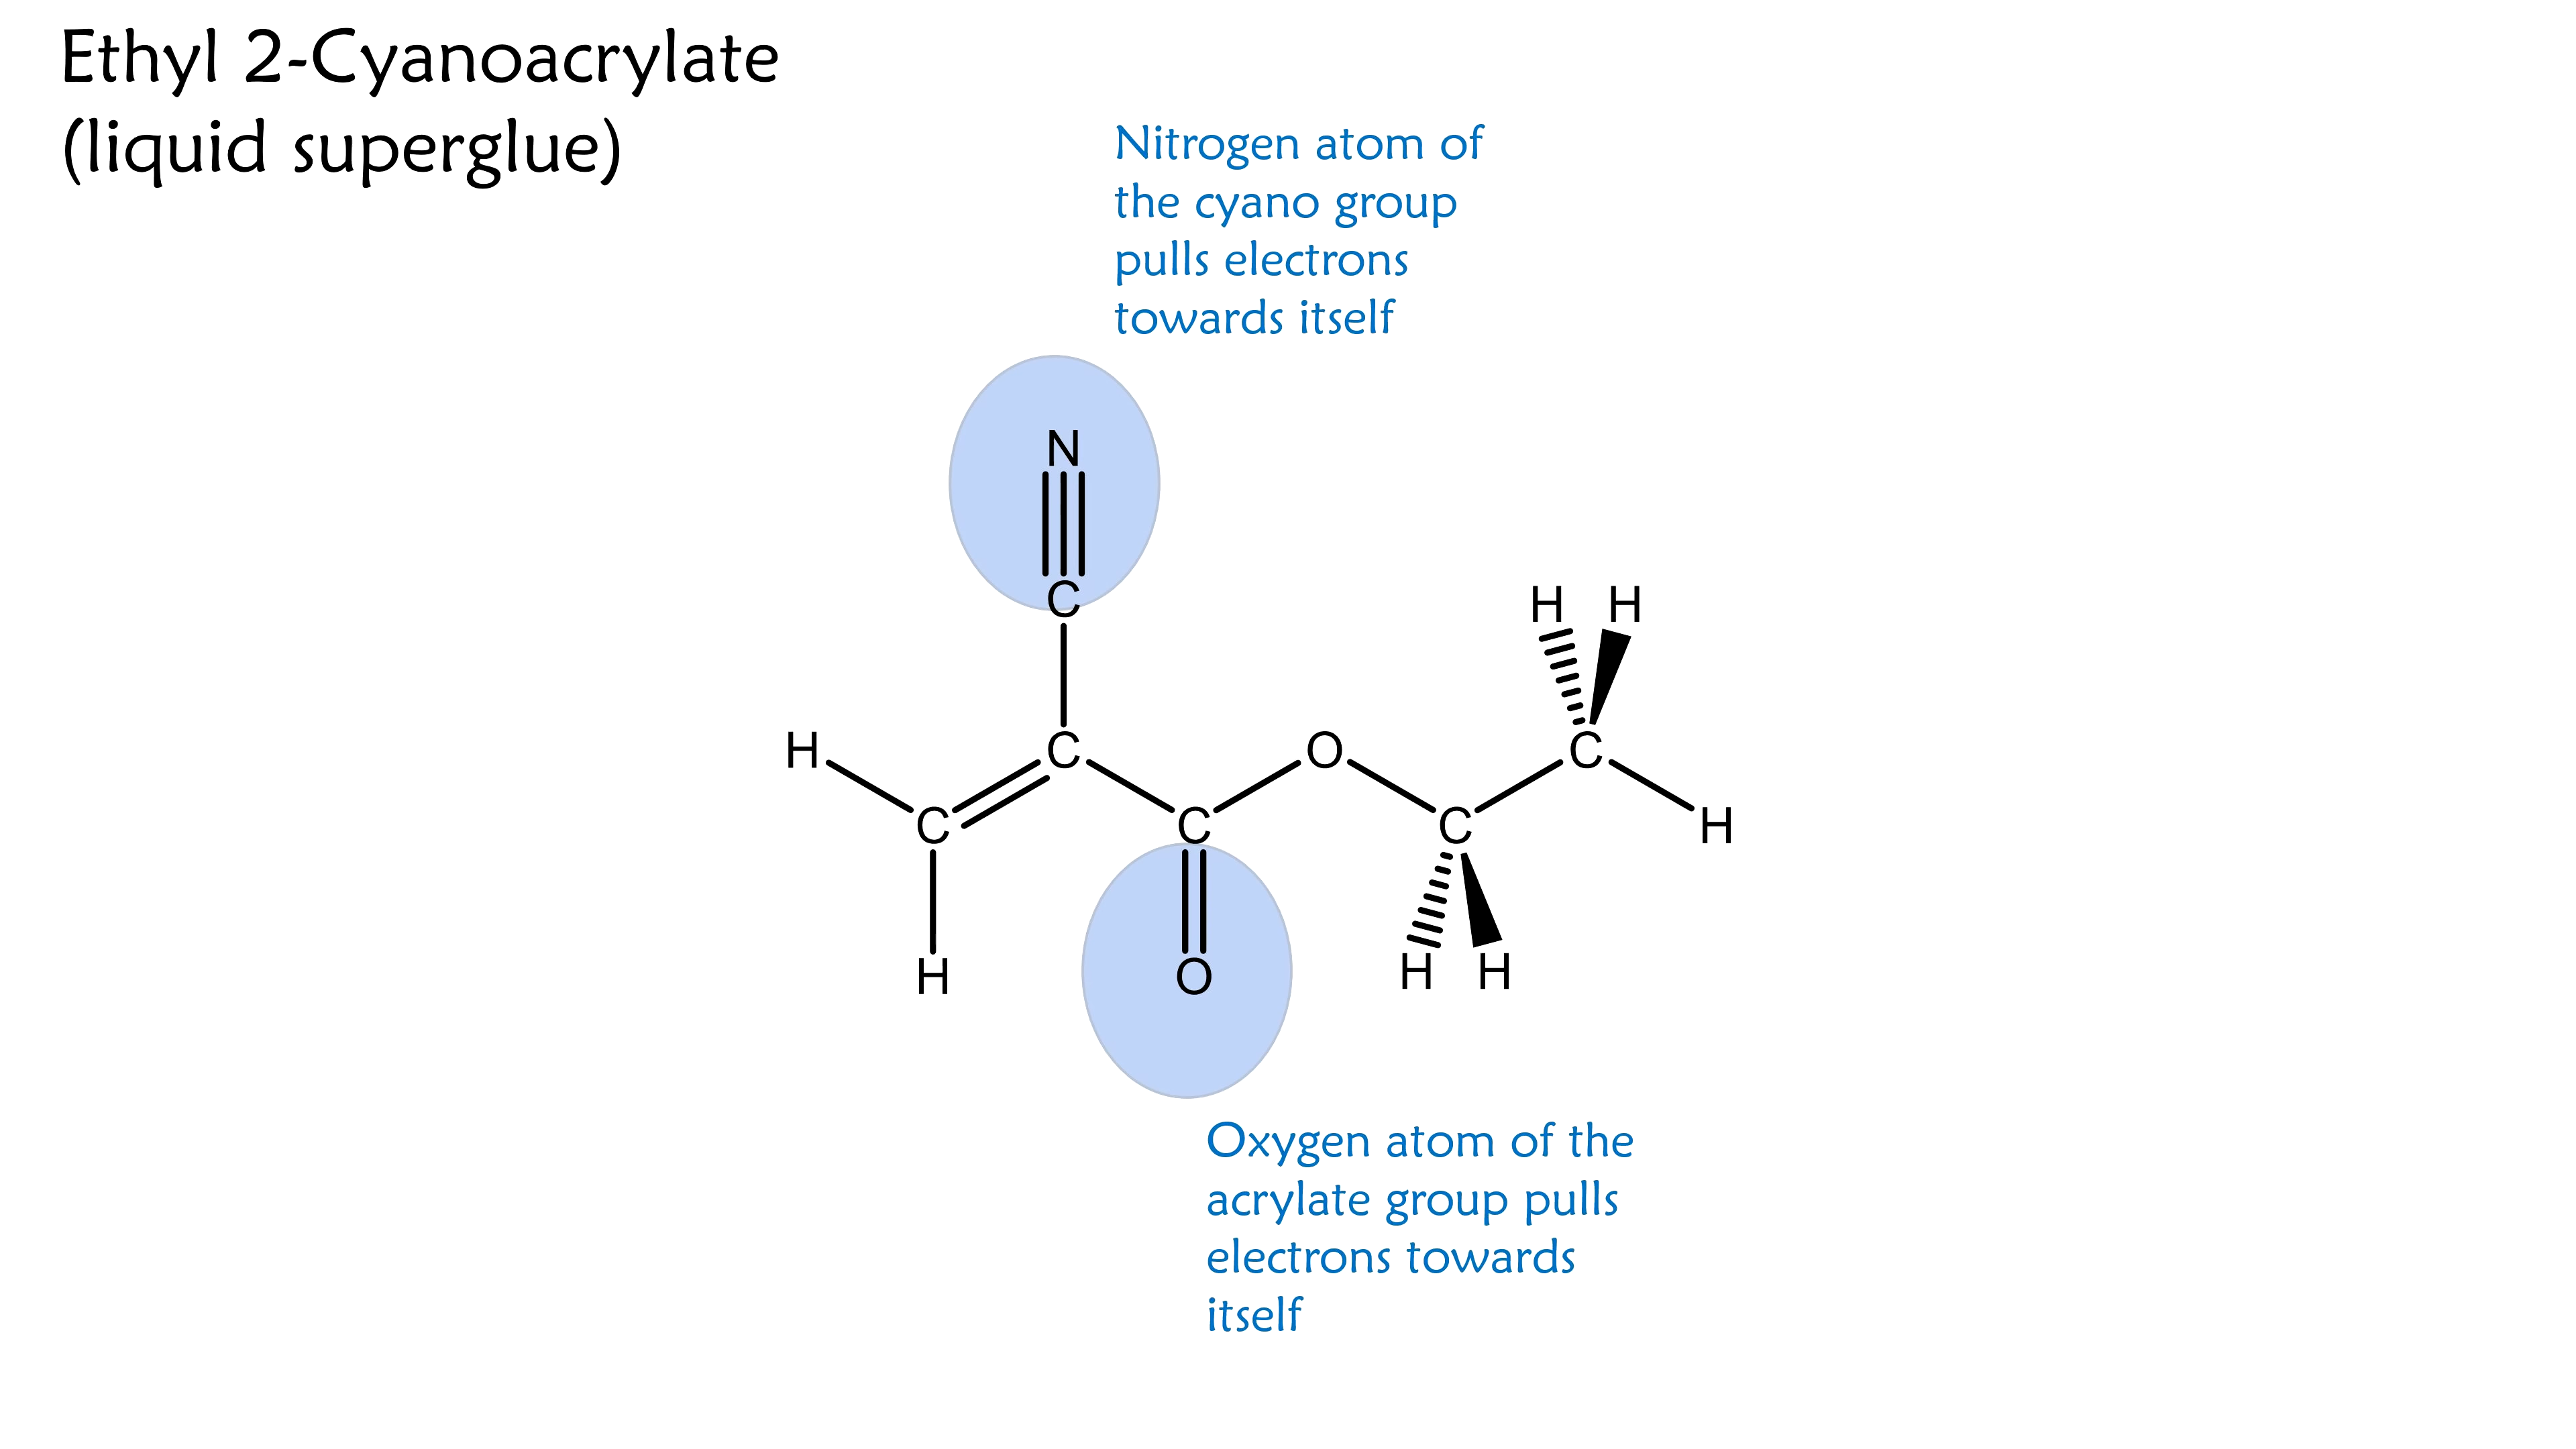 Ethyl 2-Cyanoacrylate
(liquid superglue)
Nitrogen atom of
the cyano group
pulls electrons
towards itself
N
C
H H
H C O C
C C C H
H O H H
Oxygen atom of the
acrylate group pulls
electrons towards
itself